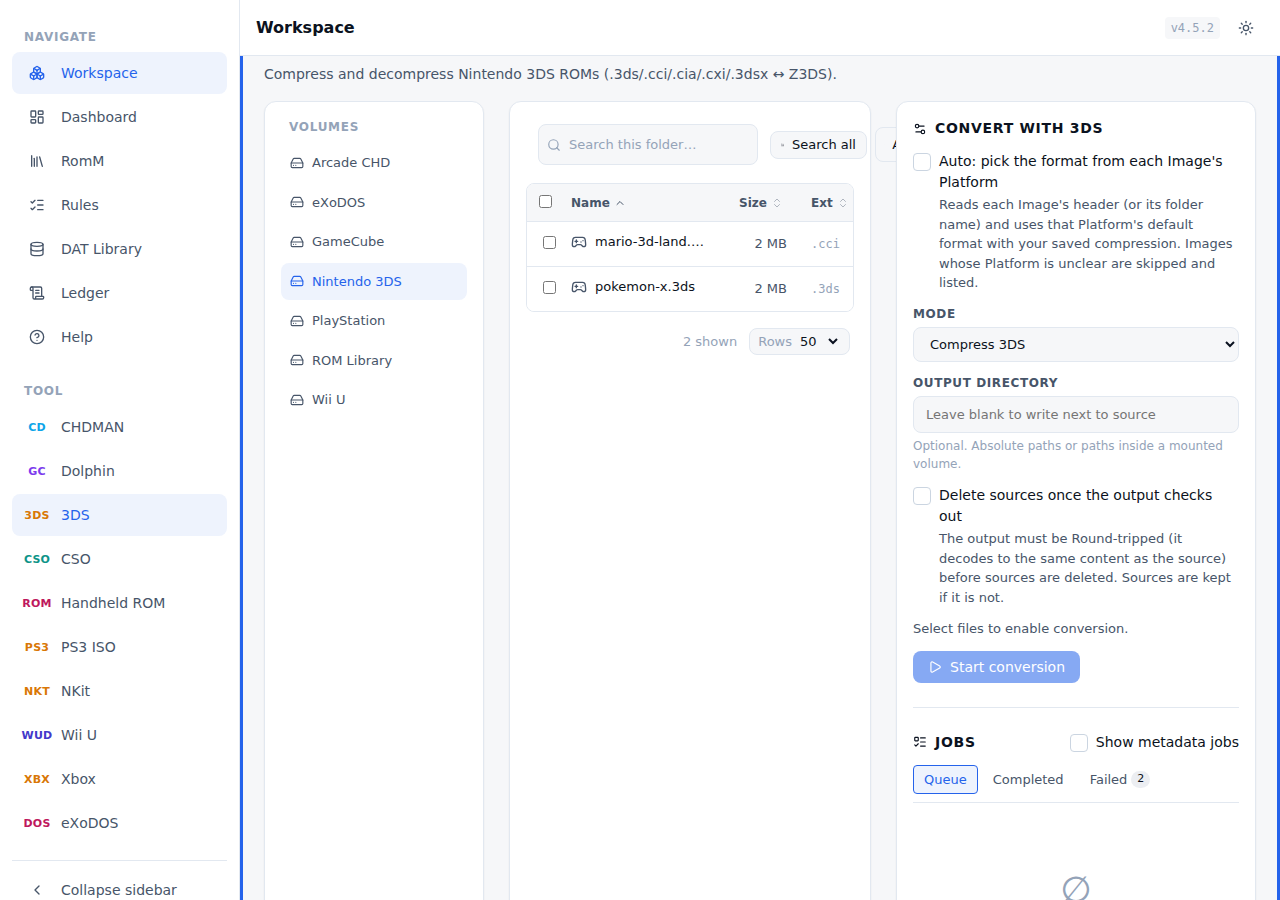 NAVIGATE
Workspace
Dashboard
RomM
Rules
DAT Library
Ledger
Help
TOOL
CD CHDMAN
GC Dolphin
3DS 3DS
CSO CSO
ROM Handheld ROM
PS3 PS3 ISO
NKT NKit
WUD Wii U
XBX Xbox
DOS eXoDOS
Collapse sidebar
Workspace
v4.5.2
Compress and decompress Nintendo 3DS ROMs (.3ds/.cci/.cia/.cxi/.3dsx ↔ Z3DS).
VOLUMES
Arcade CHD
eXoDOS
GameCube
Nintendo 3DS
PlayStation
ROM Library
Wii U
Search this folder…
Search all
Name Size Ext
mario-3d-land.… 2 MB .cci
pokemon-x.3ds 2 MB .3ds
2 shown Rows 50
CONVERT WITH 3DS
Auto: pick the format from each Image's
Platform
Reads each Image's header (or its folder
name) and uses that Platform's default
format with your saved compression. Images
whose Platform is unclear are skipped and
listed.
MODE
Compress 3DS
OUTPUT DIRECTORY
Leave blank to write next to source
Optional. Absolute paths or paths inside a mounted
volume.
Delete sources once the output checks
out
The output must be Round-tripped (it
decodes to the same content as the source)
before sources are deleted. Sources are kept
if it is not.
Select files to enable conversion.
Start conversion
JOBS
Show metadata jobs
Queue Completed Failed 2